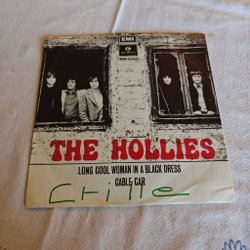 EMI
THE HOLLIES
LONG COOL WOMAN IN A BLACK DRESS
CABLE CAR
Crille